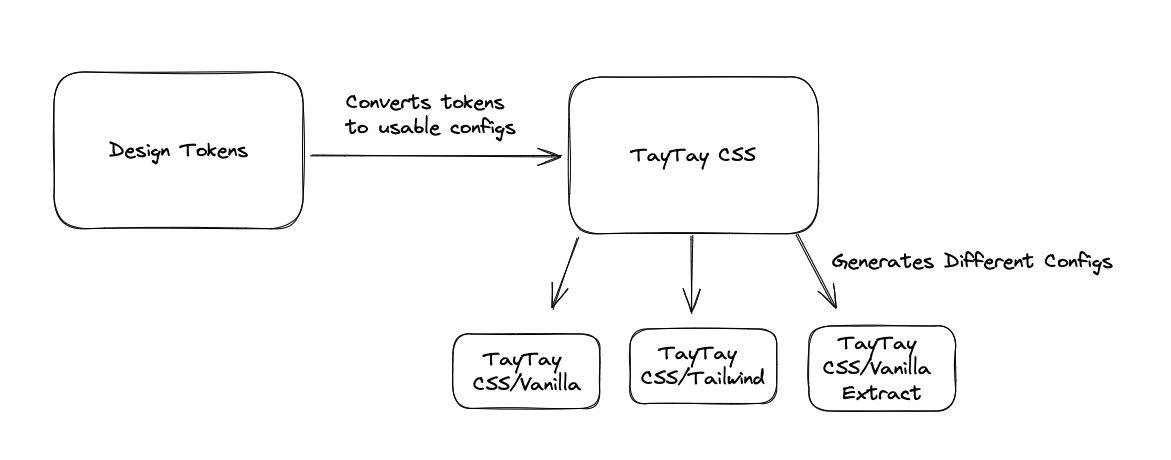 Converts tokens
to usable configs
Design Tokens
TayTay CSS
Generates Different Configs
TayTay
CSS/Vanilla
TayTay
CSS/Tailwind
TayTay
CSS/Vanilla
Extract